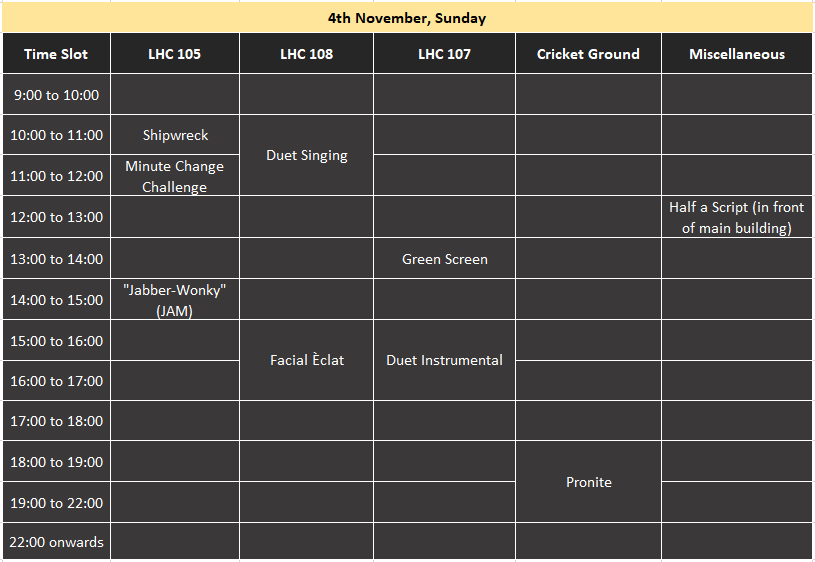 4th November, Sunday
Time Slot LHC 105 LHC 108 LHC 107 Cricket Ground Miscellaneous
9:00 to 10:00
10:00 to 11:00 Shipwreck
Duet Singing
11:00 to 12:00 Minute Change
Challenge
12:00 to 13:00 Half a Script (in front
of main building)
13:00 to 14:00 Green Screen
14:00 to 15:00 "Jabber-Wonky"
(JAM)
15:00 to 16:00
Facial Èclat Duet Instrumental
16:00 to 17:00
17:00 to 18:00
18:00 to 19:00
Pronite
19:00 to 22:00
22:00 onwards